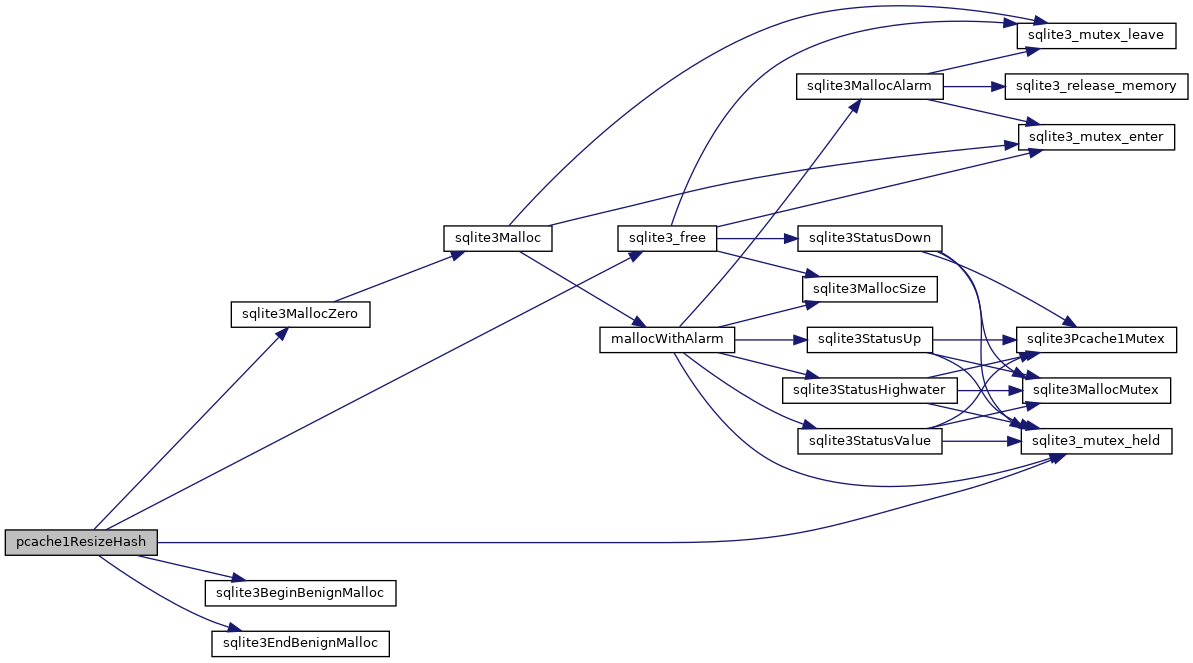 sqlite3_mutex_leave
sqlite3MallocAlarm
sqlite3_release_memory
sqlite3_mutex_enter
sqlite3Malloc
sqlite3_free
sqlite3StatusDown
sqlite3MallocSize
sqlite3MallocZero
mallocWithAlarm
sqlite3StatusUp
sqlite3Pcache1Mutex
sqlite3StatusHighwater
sqlite3MallocMutex
sqlite3StatusValue
sqlite3_mutex_held
pcache1ResizeHash
sqlite3BeginBenignMalloc
sqlite3EndBenignMalloc